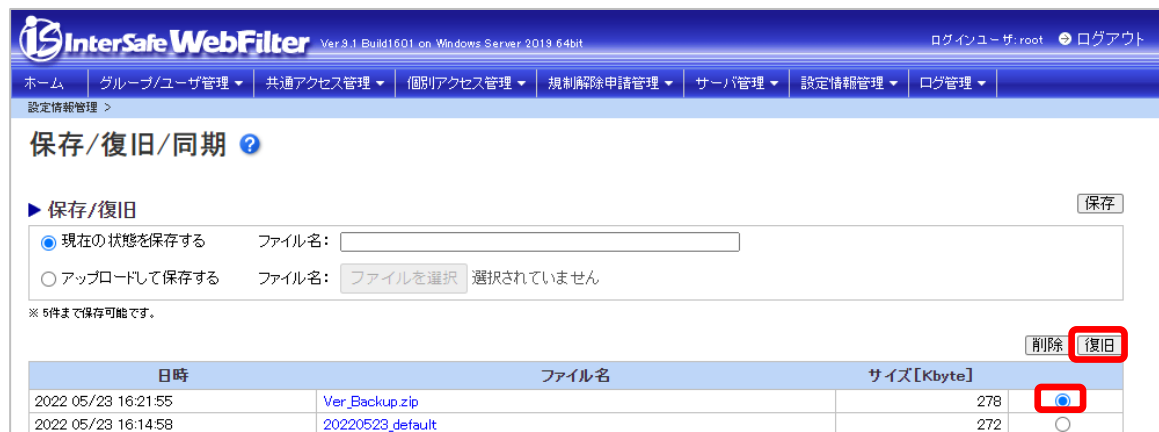 InterSafe WebFilter Ver.9.1 Build1601 on Windows Server 2019 64bit ログインユーザ:root ログアウト
ホーム グループ/ユーザ管理▼ 共通アクセス管理▼ 個別アクセス管理▼ 規制解除申請管理▼ サーバ管理▼ 設定情報管理▼ ログ管理▼
設定情報管理 >
保存/復旧/同期 ?
▶保存/復旧 保存
現在の状態を保存する ファイル名:
アップロードして保存する ファイル名: ファイルを選択 選択されていません
※ 5件まで保存可能です。
削除 復旧
日時 ファイル名 サイズ[Kbyte]
2022 05/23 16:21:55 Ver_Backup.zip 278
2022 05/23 16:14:58 20220523_default 272